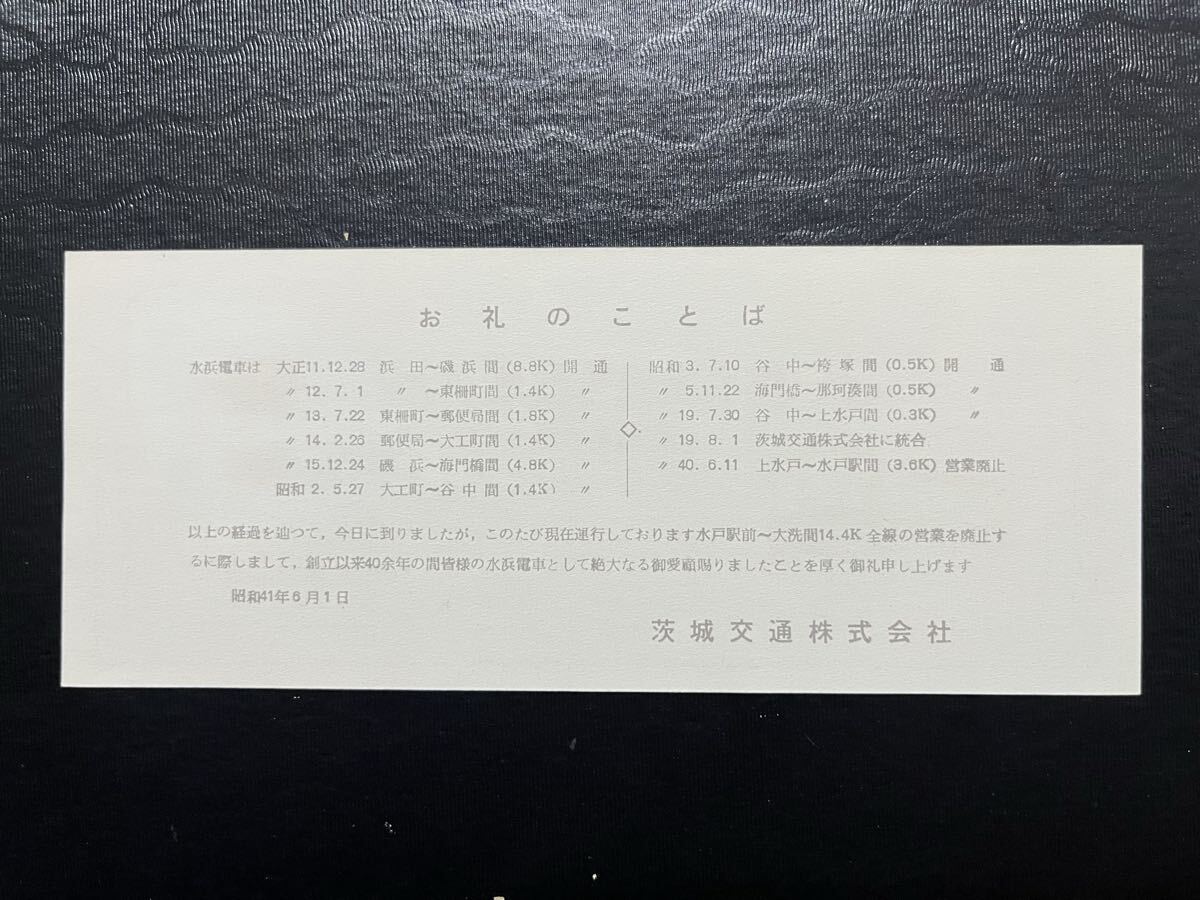 お礼のことば
水浜電車は 大正11.12.28 浜田〜磯浜間(8.8K)開通
〃 12.7.1 〃 〜東柵町間(1.4K) 〃
〃 13.7.22 東柵町〜郵便局間(1.8K) 〃
〃 14.2.26 郵便局〜大工町間(1.4K) 〃
〃 15.12.24 磯浜〜海門橋間(4.8K) 〃
昭和2.5.27 大工町〜谷中間(1.4K) 〃
昭和3.7.10 谷中〜袴塚間(0.5K)開通
〃 5.11.22 海門橋〜那珂湊間(0.5K) 〃
〃 19.7.30 谷中〜上水戸間(0.3K) 〃
〃 19.8.1 茨城交通株式会社に統合
〃 40.6.11 上水戸〜水戸駅間(3.6K)営業廃止
以上の経過を辿つて，今日に到りましたが，このたび現在運行しております水戸駅前〜大洗間14.4K全線の営業を廃止す
るに際しまして，創立以来40余年の間皆様の水浜電車として絶大なる御愛顧賜りましたことを厚く御礼申し上げます
昭和41年6月1日
茨城交通株式会社